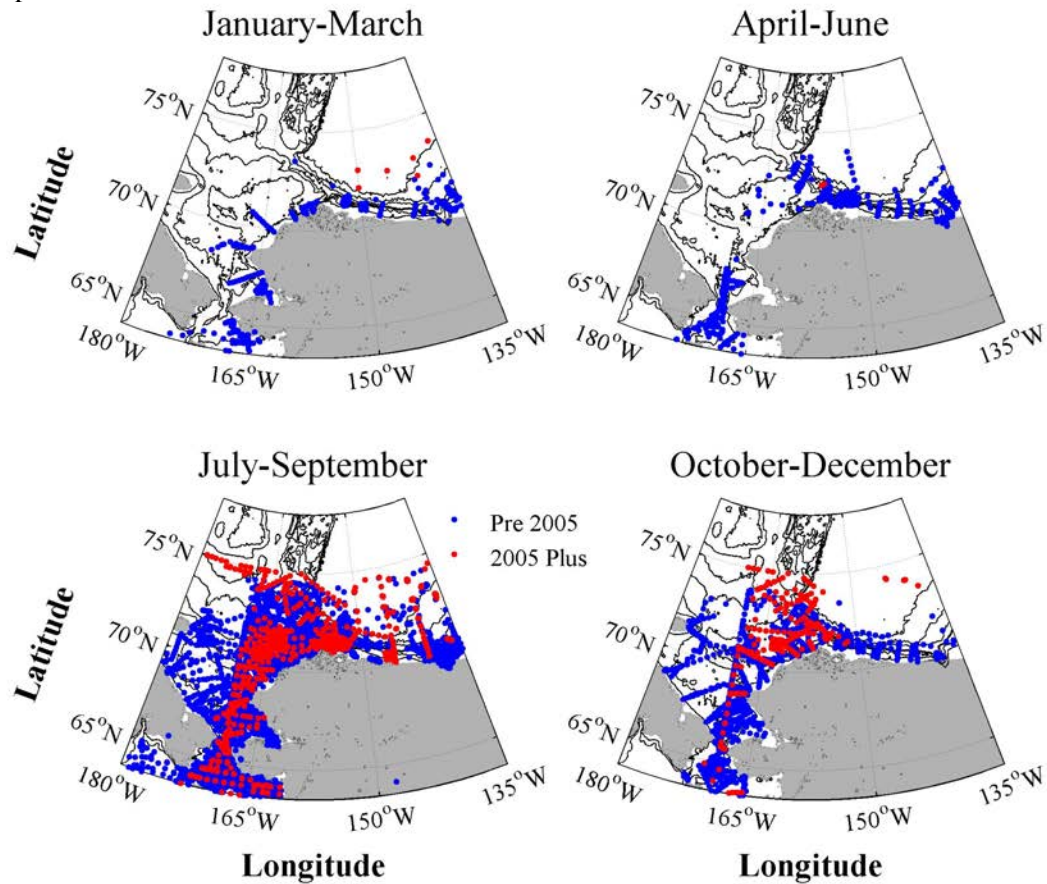 January-March
April-June
75°N
70°N
65°N
180°W
165°W
150°W
135°W
Latitude
75°N
70°N
65°N
180°W
165°W
150°W
135°W
July-September
October-December
Pre 2005
2005 Plus
75°N
70°N
65°N
180°W
165°W
150°W
135°W
Latitude
Longitude
75°N
70°N
65°N
180°W
165°W
150°W
135°W
Longitude